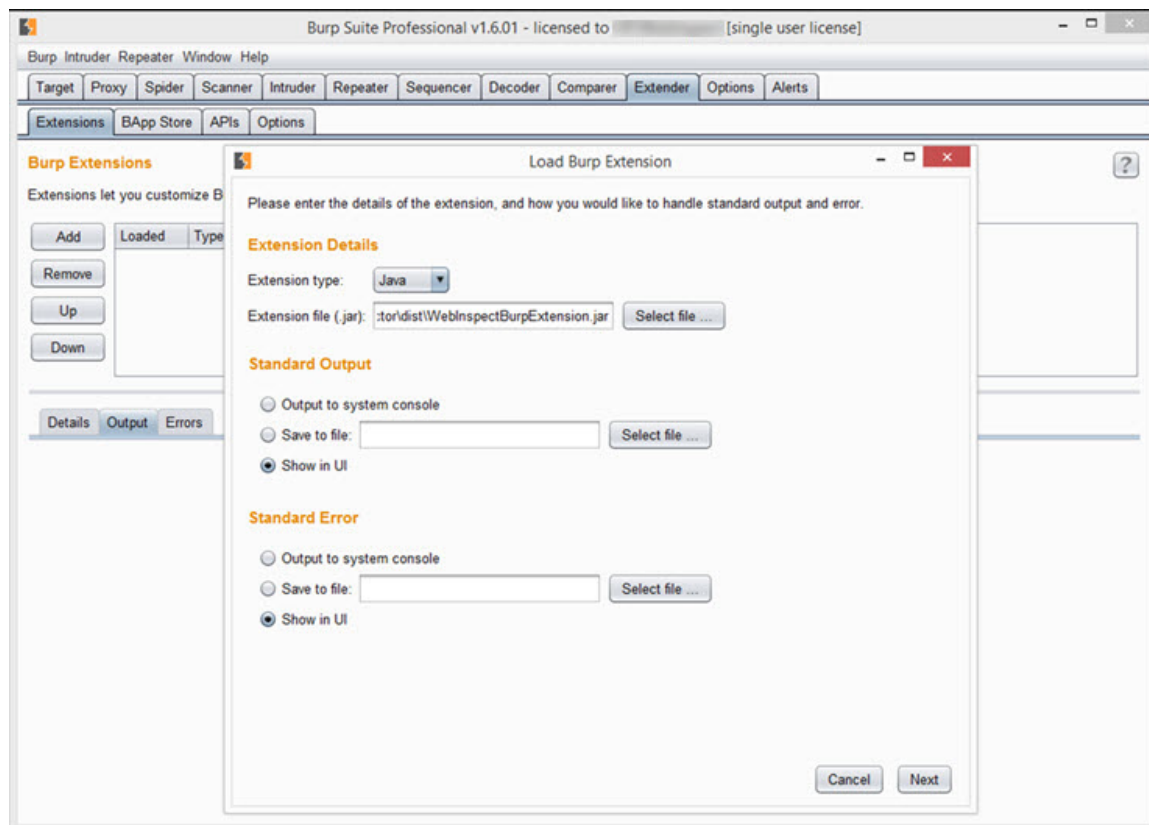 Burp Suite Professional v1.6.01 - licensed to [single user license]
Burp Intruder Repeater Window Help
Target Proxy Spider Scanner Intruder Repeater Sequencer Decoder Comparer Extender Options Alerts
Extensions BApp Store APIs Options
Burp Extensions
Load Burp Extension
?
Extensions let you customize B
Please enter the details of the extension, and how you would like to handle standard output and error.
Add Loaded Type
Extension Details
Remove
Extension type: Java
Up
Extension file (.jar): :tor\dist\WebInspectBurpExtension.jar Select file ...
Down
Standard Output
Output to system console
Details Output Errors
Save to file: Select file ...
Show in UI
Standard Error
Output to system console
Save to file: Select file ...
Show in UI
Cancel Next